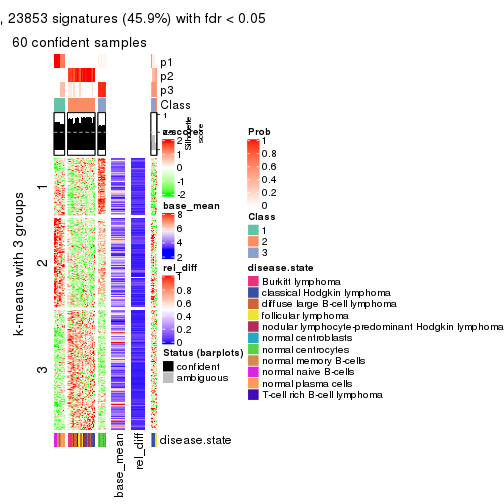 , 23853 signatures (45.9%) with fdr < 0.05
60 confident samples
p1
p2
p3
Class
1
Silhouette
score
k-means with 3 groups
1
2
3
z-scores
2
1
0
-1
-2
base_mean
8
6
4
2
rel_diff
1
0.8
0.6
0.4
0.2
0
Status (barplots)
confident
ambiguous
Prob
1
0.8
0.6
0.4
0.2
0
Class
1
2
3
disease.state
Burkitt lymphoma
classical Hodgkin lymphoma
diffuse large B-cell lymphoma
follicular lymphoma
nodular lymphocyte-predominant Hodgkin lymphoma
normal centroblasts
normal centrocytes
normal memory B-cells
normal naive B-cells
normal plasma cells
T-cell rich B-cell lymphoma
disease.state
base_mean
rel_diff